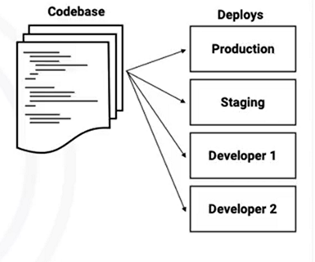 Codebase
Deploys
Production
Staging
Developer 1
Developer 2